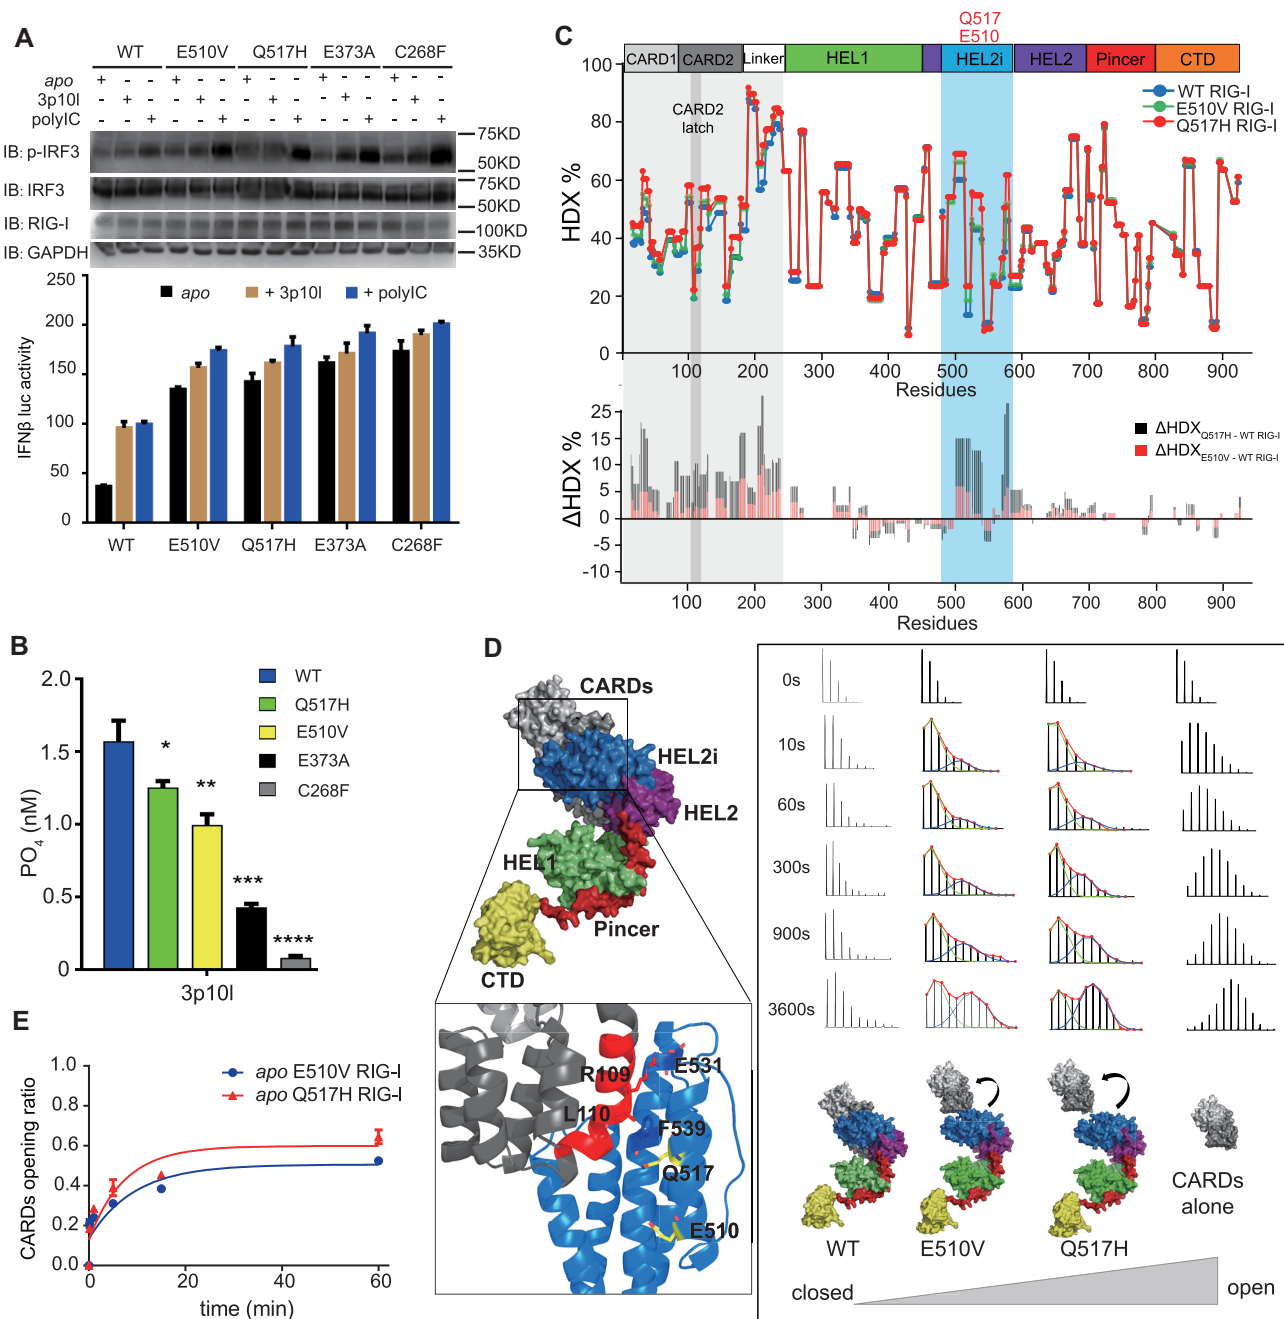 A
WT E510V Q517H E373A C268F
apo + - - + - - + - - + - - + - -
3p10l - + - - + - - + - - + - - + -
polyIC - - + - - + - - + - - + - - +
IB: p-IRF3
75KD
50KD
IB: IRF3
75KD
50KD
IB: RIG-I
100KD
IB: GAPDH
35KD
apo + 3p10l + polyIC
IFNβ luc activity
200
150
100
50
0
WT E510V Q517H E373A C268F
B
PO4 (nM)
2.0
1.5
1.0
0.5
0
WT
Q517H
E510V
E373A
C268F
*
**
***
****
3p10l
C
Q517
E510
CARD1 CARD2 Linker HEL1 HEL2i HEL2 Pincer CTD
CARD2
latch
WT RIG-I
E510V RIG-I
Q517H RIG-I
HDX %
100
80
60
40
20
0
100 200 300 400 500 600 700 800 900
Residues
ΔHDX %
25
15
10
5
0
-5
-10
ΔHDX Q517H - WT RIG-I
ΔHDX E510V - WT RIG-I
100 200 300 400 500 600 700 800 900
Residues
D
CARDs
HEL2i
HEL2
HEL1
Pincer
CTD
R109
E531
L110
F539
Q517
E510
0s
10s
60s
300s
900s
3600s
WT
E510V
Q517H
CARDs
alone
closed
open
E
CARDs opening ratio
1.0
0.8
0.6
0.4
0.2
0.0
apo E510V RIG-I
apo Q517H RIG-I
0 20 40 60
time (min)